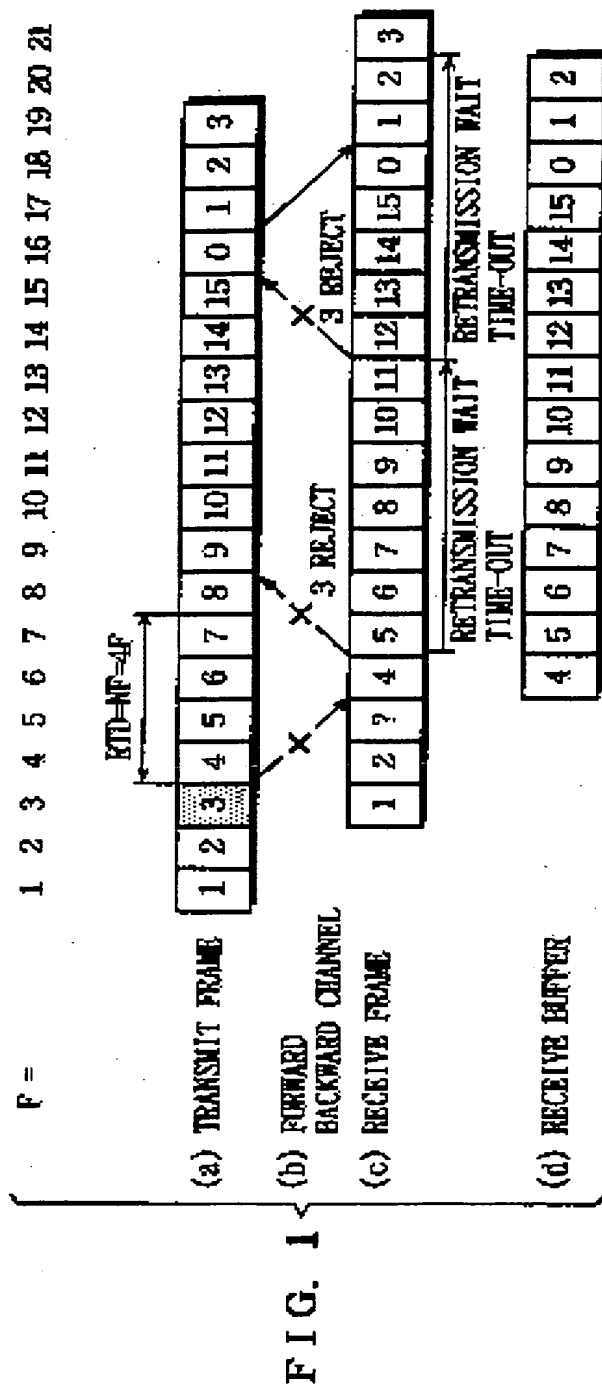 F = 1 2 3 4 5 6 7 8 9 10 11 12 13 14 15 16 17 18 19 20 21
RTD=NF=4F
(a) TRANSMIT FRAME 1 2 3 4 5 6 7 8 9 10 11 12 13 14 15 0 1 2 3
(b) FORWARD
BACKWARD CHANNEL
3 REJECT
3 REJECT
(c) RECEIVE FRAME 1 2 ? 4 5 6 7 8 9 10 11 12 13 14 15 0 1 2 3
RETRANSMISSION WAIT
TIME-OUT
RETRANSMISSION WAIT
TIME-OUT
(d) RECEIVE BUFFER 4 5 6 7 8 9 10 11 12 13 14 15 0 1 2
FIG. 1